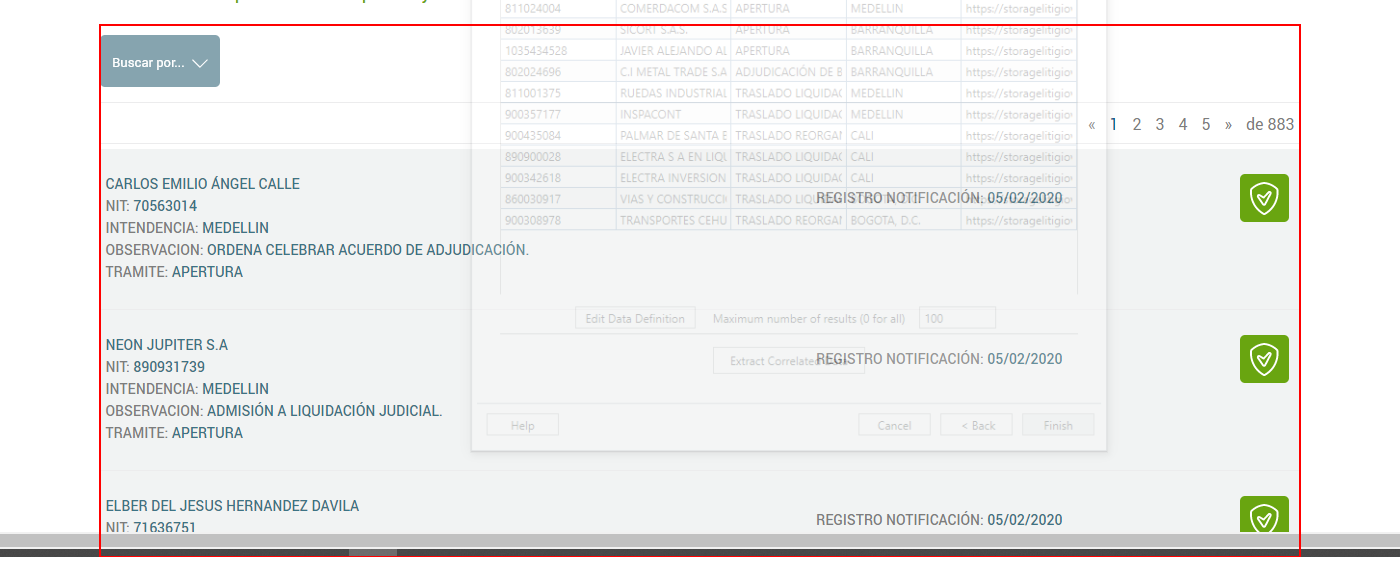 811024004 COMERDACOM S.A.S APERTURA MEDELLIN https://storagelitigio
802013639 SICORT S.A.S. APERTURA BARRANQUILLA https://storagelitigio
1035434528 JAVIER ALEJANDO AL APERTURA BARRANQUILLA https://storagelitigio
Buscar por...
802024696 C.I METAL TRADE S.A ADJUDICACIÓN DE B BARRANQUILLA https://storagelitigio
811001375 RUEDAS INDUSTRIAL TRASLADO LIQUIDAC MEDELLIN https://storagelitigio
900357177 INSPACONT TRASLADO LIQUIDAC MEDELLIN https://storagelitigio
« 1 2 3 4 5 » de 883
900435084 PALMAR DE SANTA E TRASLADO REORGAI CALI https://storagelitigio
890900028 ELECTRA S A EN LIQU TRASLADO LIQUIDAC CALI https://storagelitigio
900342618 ELECTRA INVERSION TRASLADO LIQUIDAC CALI https://storagelitigio
860030917 VIAS Y CONSTRUCCI TRASLADO https://storagelitigio
900308978 TRANSPORTES CEHU TRASLADO REORGAI BOGOTA, D.C. https://storagelitigio
CARLOS EMILIO ÁNGEL CALLE
REGISTRO NOTIFICACIÓN: 05/02/2020
NIT: 70563014
INTENDENCIA: MEDELLIN
OBSERVACION: ORDENA CELEBRAR ACUERDO DE ADJUDICACIÓN.
TRAMITE: APERTURA
Edit Data Definition Maximum number of results (0 for all) 100
NEON JUPITER S.A
REGISTRO NOTIFICACIÓN: 05/02/2020
Extract Correlated Data
NIT: 890931739
INTENDENCIA: MEDELLIN
OBSERVACION: ADMISIÓN A LIQUIDACIÓN JUDICIAL.
TRAMITE: APERTURA
Help Cancel < Back Finish
ELBER DEL JESUS HERNANDEZ DAVILA
REGISTRO NOTIFICACIÓN: 05/02/2020
NIT: 71636751